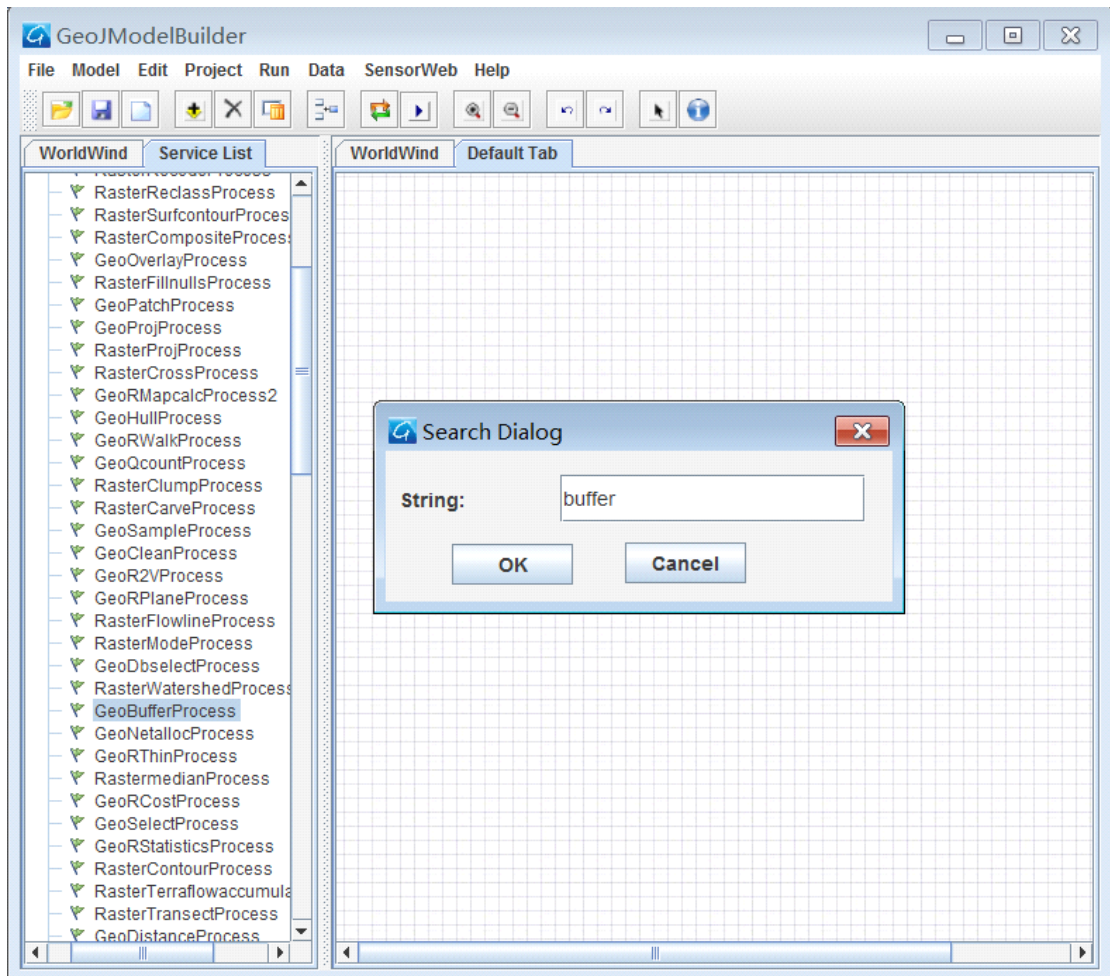 GeoJModelBuilder
File Model Edit Project Run Data SensorWeb Help
WorldWind Service List
WorldWind Default Tab
RasterReclassProcess
RasterSurfcontourProces
RasterCompositeProces
GeoOverlayProcess
RasterFillnullsProcess
GeoPatchProcess
GeoProjProcess
RasterProjProcess
RasterCrossProcess
GeoRMapcalcProcess2
GeoHullProcess
GeoRWalkProcess
GeoQcountProcess
RasterClumpProcess
RasterCarveProcess
GeoSampleProcess
GeoCleanProcess
GeoR2VProcess
GeoRPlaneProcess
RasterFlowlineProcess
RasterModeProcess
GeoDbselectProcess
RasterWatershedProcess
GeoBufferProcess
GeoNetallocProcess
GeoRThinProcess
RastermedianProcess
GeoRCostProcess
GeoSelectProcess
GeoRStatisticsProcess
RasterContourProcess
RasterTerraflowaccumula
RasterTransectProcess
GeoDistanceProcess
Search Dialog
String: buffer
OK Cancel